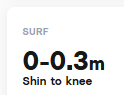 SURF
0-0.3m
Shin to knee